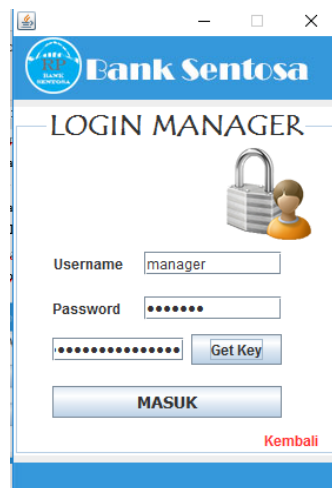 RP
BANK
SENTOSA
Bank Sentosa
LOGIN MANAGER
Username manager
Password •••••••
Get Key
MASUK
Kembali